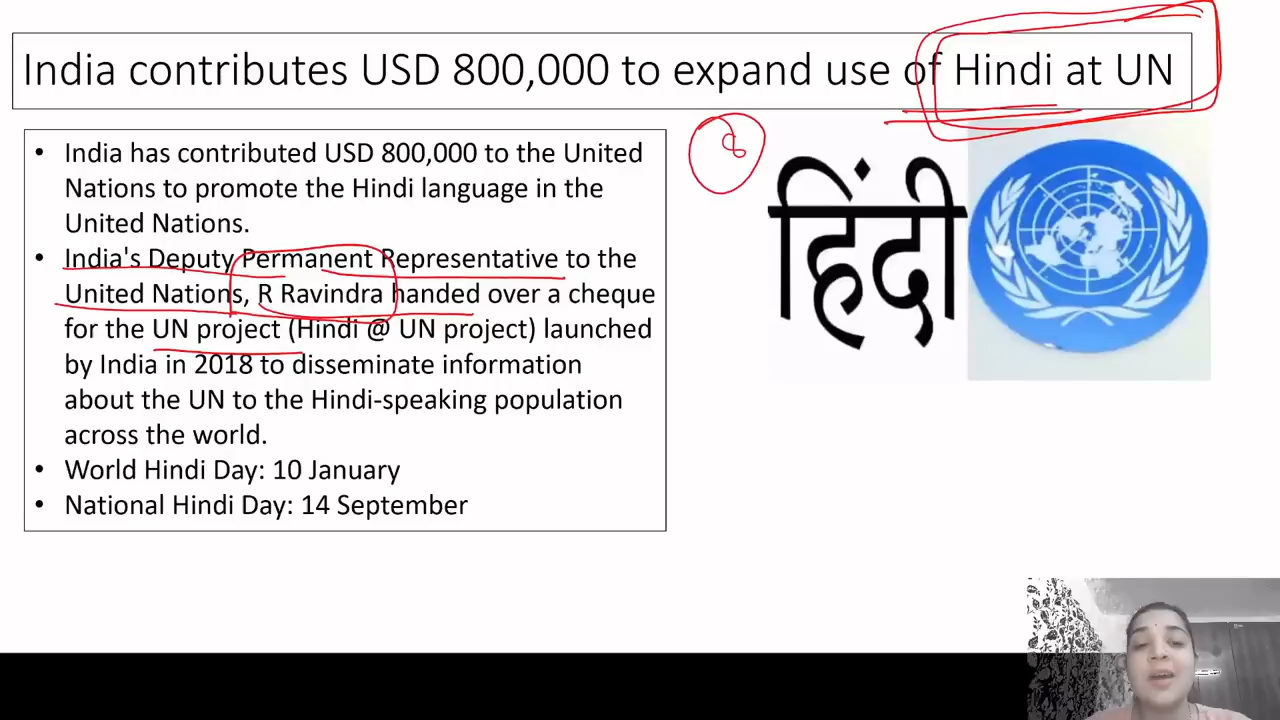 India contributes USD 800,000 to expand use of Hindi at UN
• India has contributed USD 800,000 to the United
Nations to promote the Hindi language in the
United Nations.
• India's Deputy Permanent Representative to the
United Nations, R Ravindra handed over a cheque
for the UN project (Hindi @ UN project) launched
by India in 2018 to disseminate information
about the UN to the Hindi-speaking population
across the world.
• World Hindi Day: 10 January
• National Hindi Day: 14 September
8
हिंदी